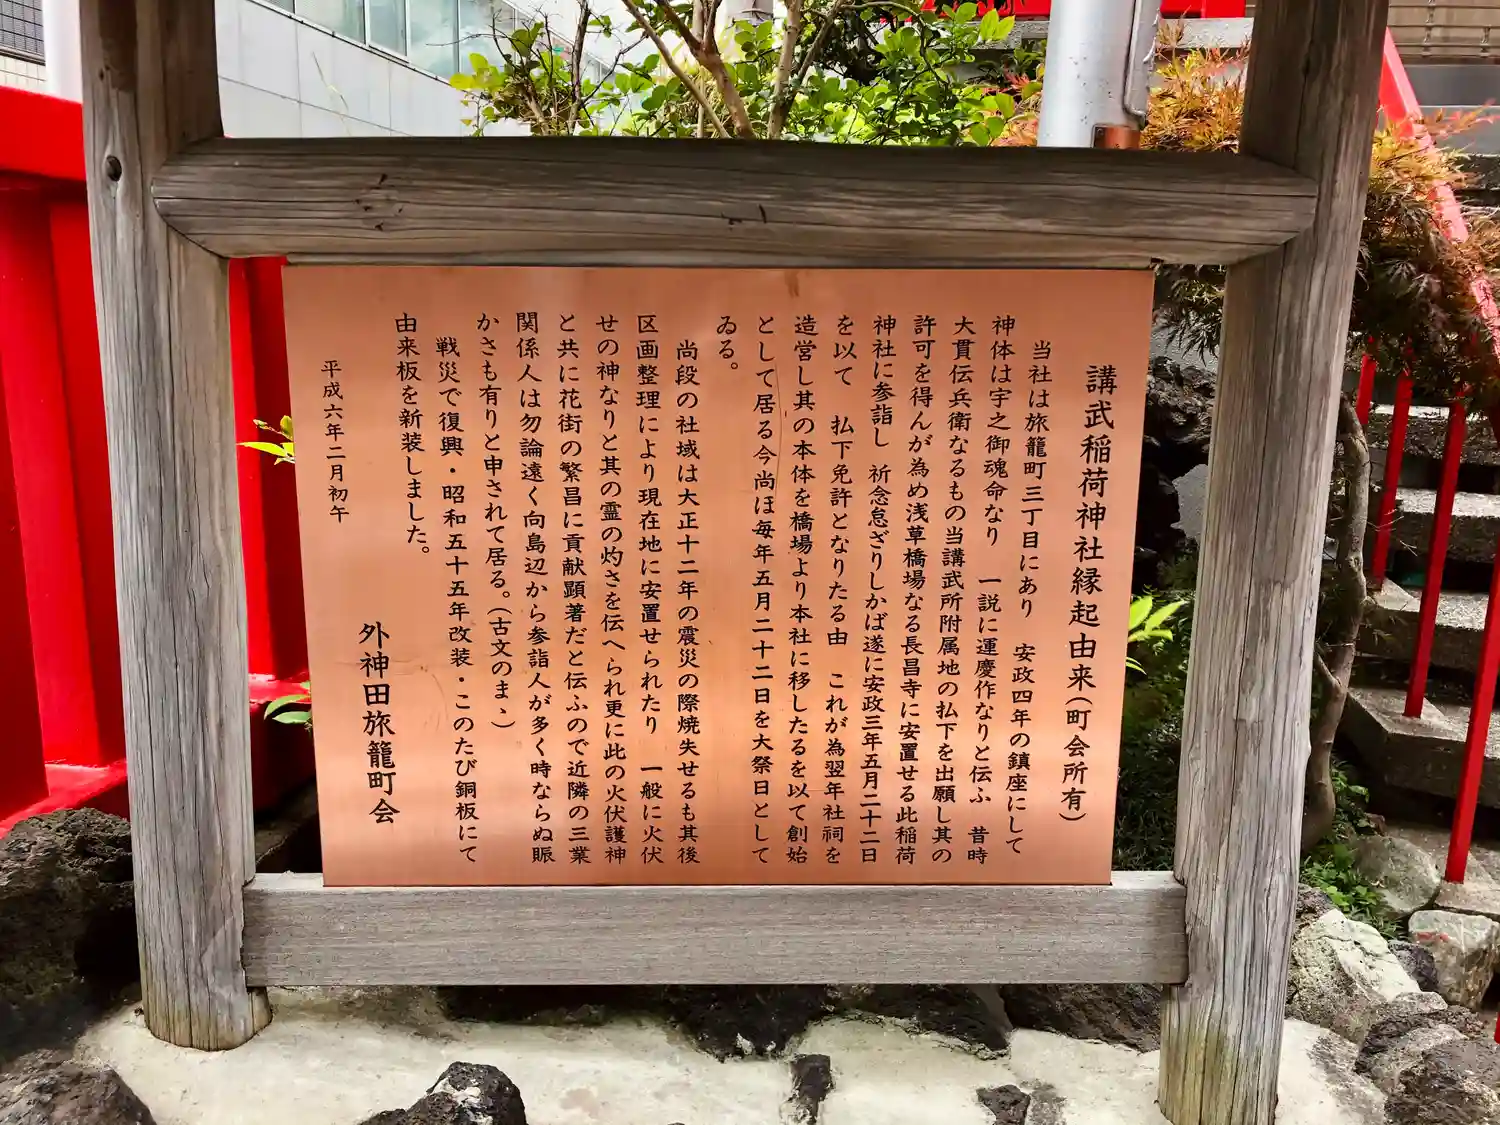 講武稲荷神社縁起由来(町会所有)
当社は旅籠町三丁目にあり　安政四年の鎮座にして
神体は宇之御魂命なり　一説に運慶作なりと伝ふ　昔時
大貫伝兵衛なるもの当講武所附属地の払下を出願し其の
許可を得んが為め浅草橋場なる長昌寺に安置せる此稲荷
神社に参詣し　祈念怠ざりしかば遂に安政三年五月二十二日
を以て　払下免許となりたる由　これが為翌年社祠を
造営し其の本体を橋場より本社に移したるを以て創始
として居る今尚ほ毎年五月二十二日を大祭日として
ゐる。
尚段の社域は大正十二年の震災の際焼失せるも其後
区画整理により現在地に安置せられたり　一般に火伏
せの神なりと其の霊の灼さを伝へられ更に此の火伏護神
と共に花街の繁昌に貢献顕著だと伝ふので近隣の三業
関係人は勿論遠く向島辺から参詣人が多く時ならぬ賑
かさも有りと申されて居る。(古文のまゝ)
戦災で復興・昭和五十五年改装・このたび銅板にて
由来板を新装しました。
外神田旅籠町会
平成六年二月初午